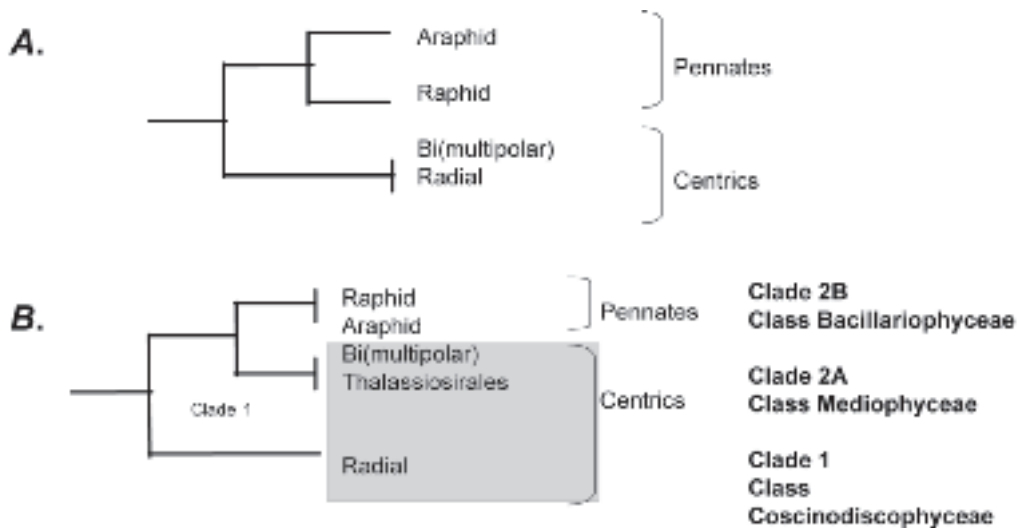 A.
Araphid
Pennates
Raphid
Bi(multipolar)
Radial
Centrics
B.
Raphid
Araphid
Pennates
Clade 2B
Class Bacillariophyceae
Bi(multipolar)
Thalassiosirales
Centrics
Clade 2A
Class Mediophyceae
Clade 1
Radial
Clade 1
Class
Coscinodiscophyceae